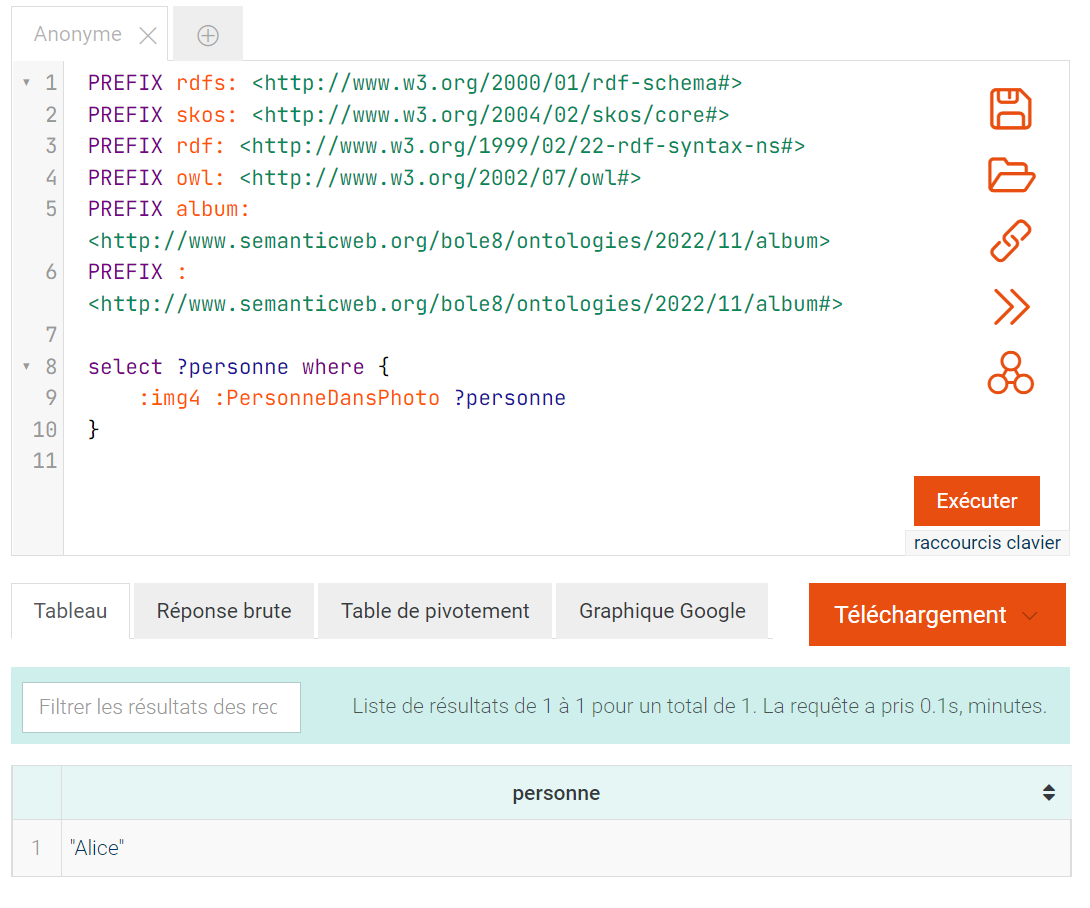 Anonyme
1 PREFIX rdfs: <http://www.w3.org/2000/01/rdf-schema#>
2 PREFIX skos: <http://www.w3.org/2004/02/skos/core#>
3 PREFIX rdf: <http://www.w3.org/1999/02/22-rdf-syntax-ns#>
4 PREFIX owl: <http://www.w3.org/2002/07/owl#>
5 PREFIX album:
<http://www.semanticweb.org/bole8/ontologies/2022/11/album>
6 PREFIX :
<http://www.semanticweb.org/bole8/ontologies/2022/11/album#>
7
8 select ?personne where {
9 :img4 :PersonneDansPhoto ?personne
10 }
11
Exécuter
raccourcis clavier
Tableau Réponse brute Table de pivotement Graphique Google Téléchargement
Filtrer les résultats des rec Liste de résultats de 1 à 1 pour un total de 1. La requête a pris 0.1s, minutes.
personne
1 "Alice"